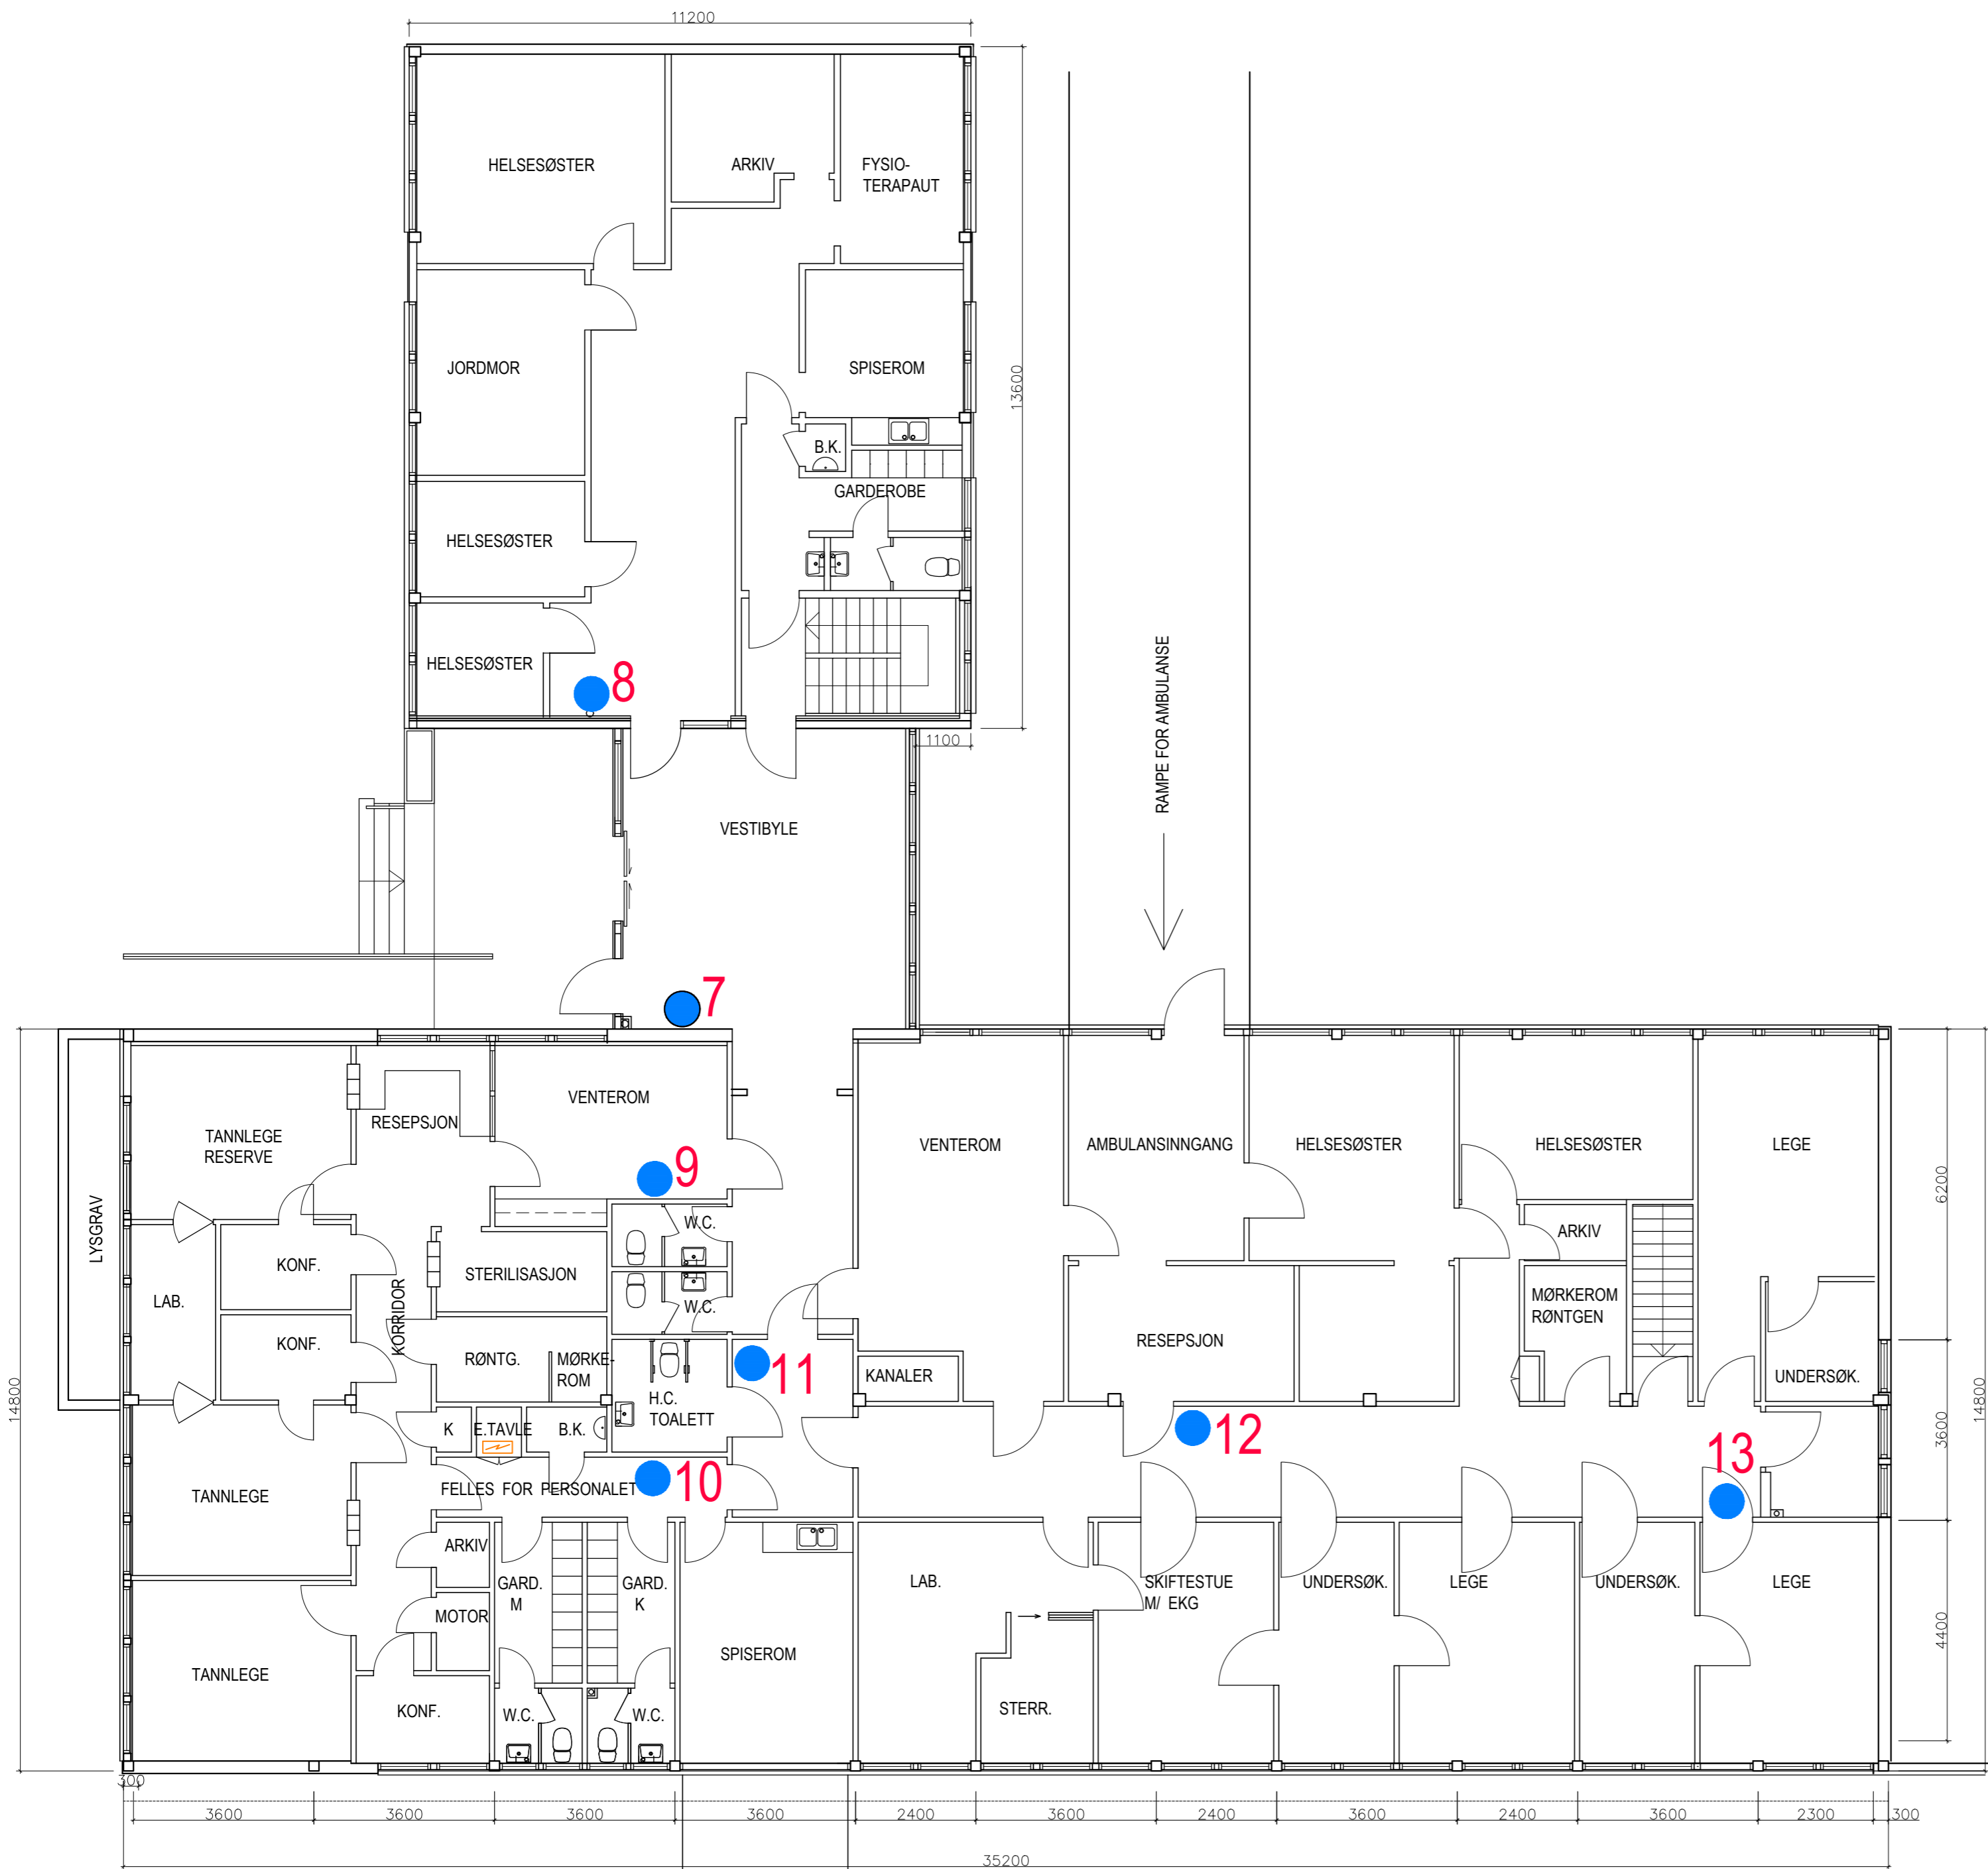 11200
HELSESØSTER
ARKIV
FYSIO-
TERAPAUT
JORDMOR
SPISEROM
13600
B.K.
GARDEROBE
HELSESØSTER
HELSESØSTER
8
1100
RAMPE FOR AMBULANSE
VESTIBYLE
7
VENTEROM
RESEPSJON
TANNLEGE
RESERVE
VENTEROM
AMBULANSINNGANG
HELSESØSTER
HELSESØSTER
LEGE
6200
9
LYSGRAV
W.C.
ARKIV
KONF.
STERILISASJON
LAB.
KORRIDOR
W.C.
MØRKEROM
RØNTGEN
KONF.
RESEPSJON
RØNTG.
MØRKE-
ROM
11
KANALER
UNDERSØK.
H.C.
TOALETT
14800
14800
K
E.TAVLE
B.K.
12
3600
13
FELLES FOR PERSONALET
10
TANNLEGE
ARKIV
GARD.
M
GARD.
K
LAB.
SKIFTESTUE
M/ EKG
UNDERSØK.
LEGE
UNDERSØK.
LEGE
MOTOR
4400
SPISEROM
TANNLEGE
KONF.
W.C.
W.C.
STERR.
300
3600
3600
3600
3600
2400
3600
2400
3600
2400
3600
2300
300
35200